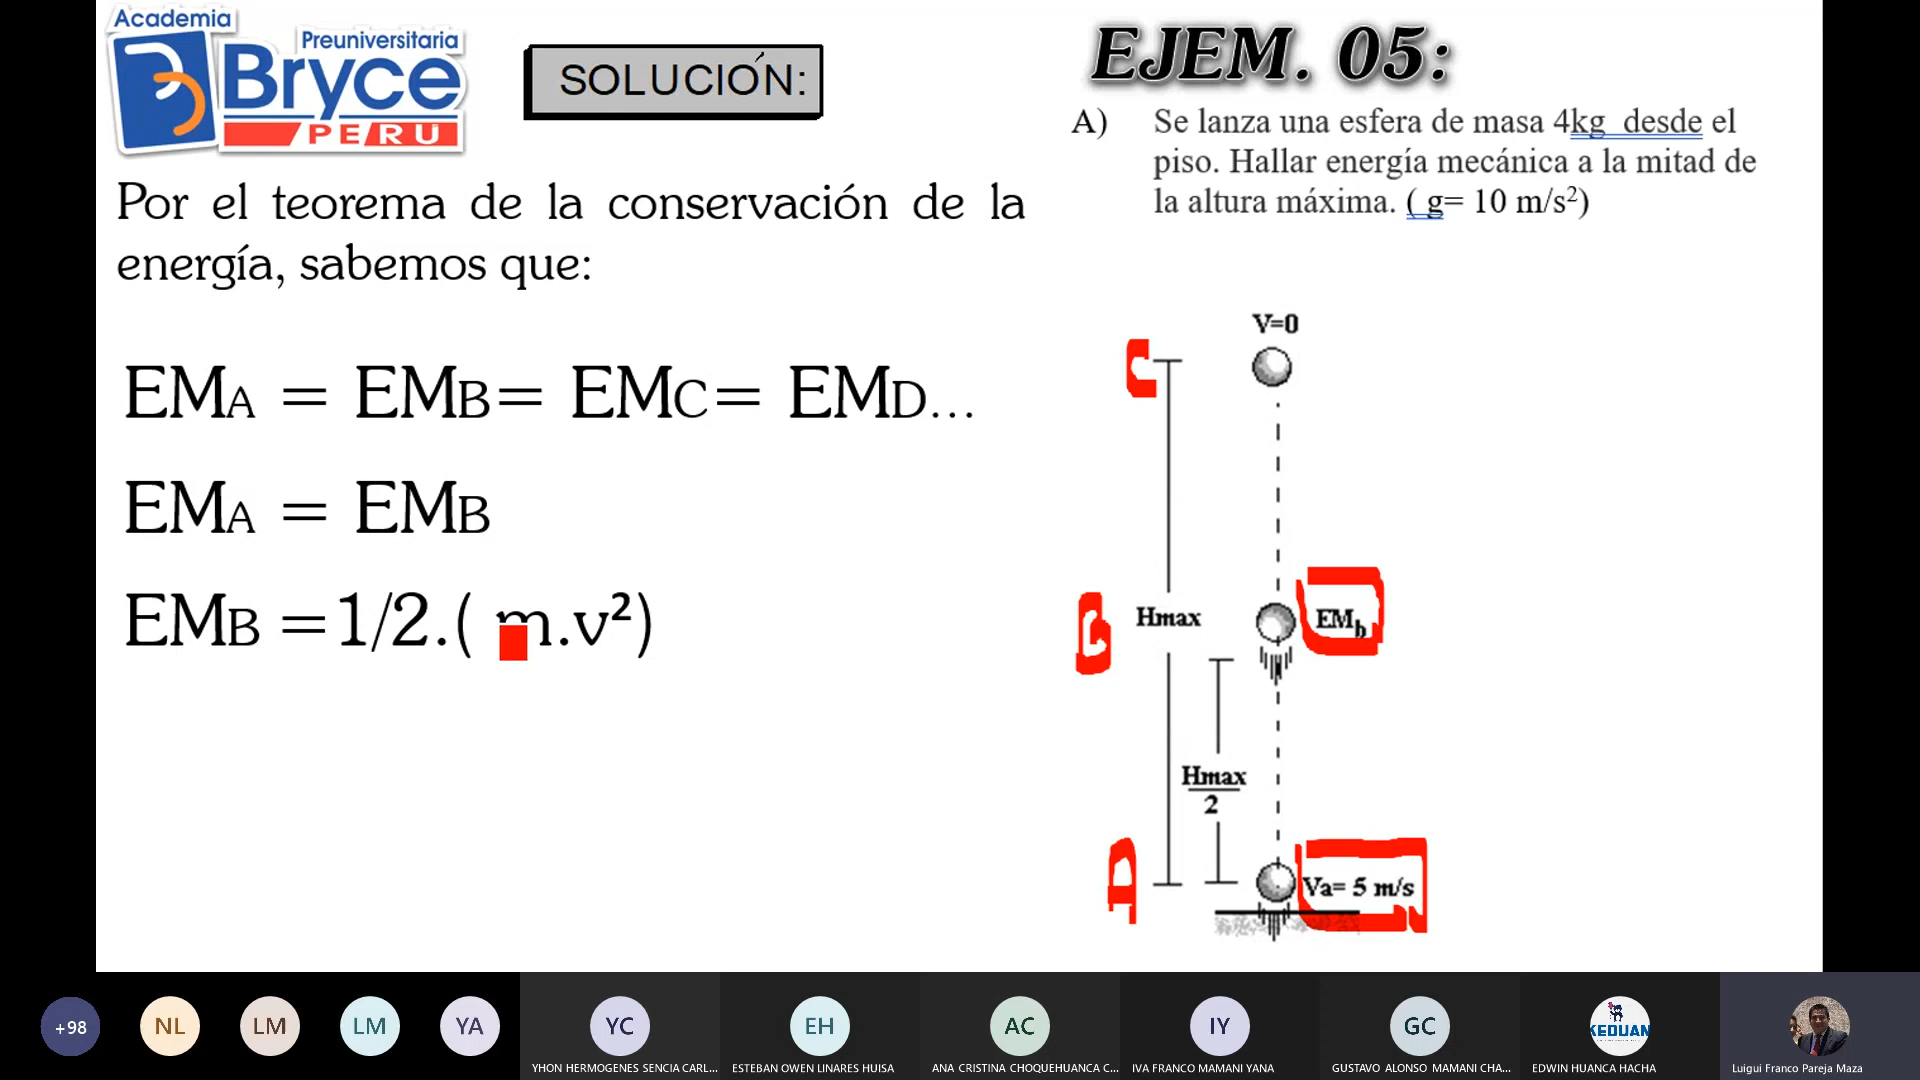 Academia
Preuniversitaria
Bryce
PERU
SOLUCIÓN:
Por el teorema de la conservación de la
energía, sabemos que:
EMA = EMB= EMC= EMD...
EMA = EMB
EMB =1/2.( m.v²)
EJEM. 05:
A) Se lanza una esfera de masa 4kg desde el
piso. Hallar energía mecánica a la mitad de
la altura máxima. ( g= 10 m/s²)
V=0
C
B
Hmax
EMb
Hmax
2
A
Va= 5 m/s
+98
NL
LM
LM
YA
YC
YHON HERMOGENES SENCIA CARL...
EH
ESTEBAN OWEN LINARES HUISA
AC
ANA CRISTINA CHOQUEHUANCA C...
IY
IVA FRANCO MAMANI YANA
GC
GUSTAVO ALONSO MAMANI CHA...
KEDUAN
EDWIN HUANCA HACHA
Luigui Franco Pareja Maza